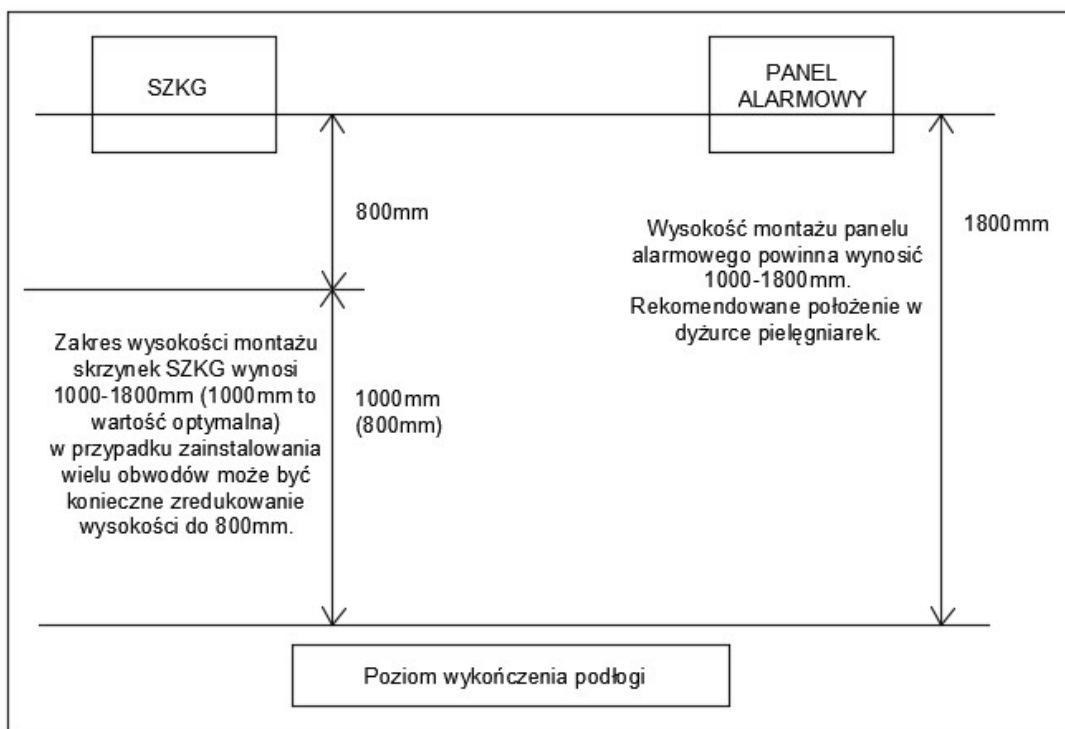 SZKG
PANEL
ALARMOWY
800mm
1800mm
Wysokość montażu panelu
alarmowego powinna wynosić
1000-1800mm.
Rekomendowane położenie w
dyżurce pielęgniarek.
Zakres wysokości montażu
skrzynek SZKG wynosi
1000-1800mm (1000mm to
wartość optymalna)
w przypadku zainstalowania
wielu obwodów może być
konieczne zredukowanie
wysokości do 800mm.
1000mm
(800mm)
Poziom wykończenia podłogi